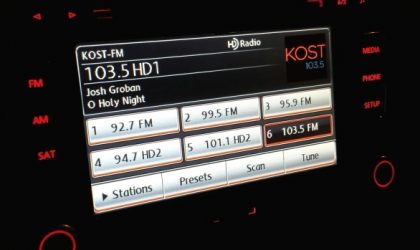 KOST-FM
HD Radio
103.5 HD1
KOST
103.5
Josh Groban
O Holy Night
1 92.7 FM
2 99.5 FM
3 95.9 FM
4 94.7 HD2
5 101.1 HD2
6 103.5 FM
Stations
Presets
Scan
Tune
FM
AM
SAT
MEDIA
PHONE
SETUP